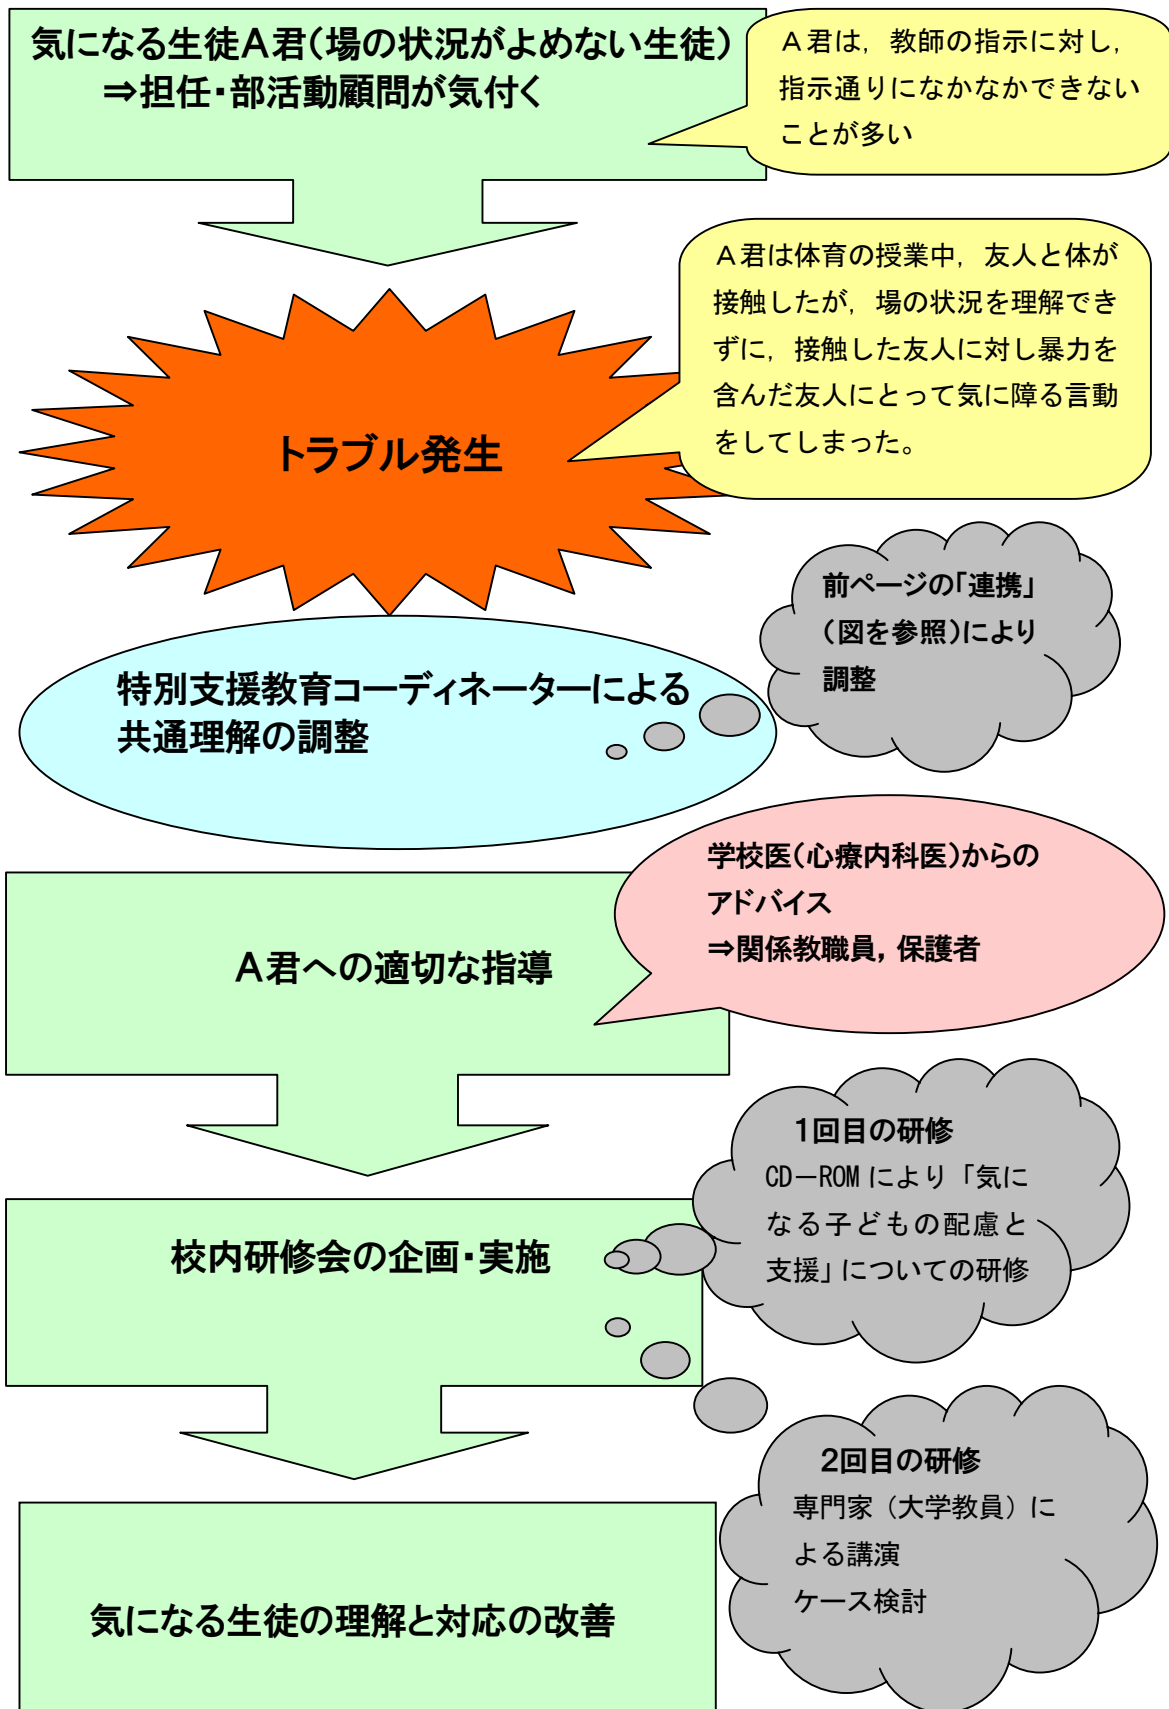 気になる生徒A君（場の状況がよめない生徒）
⇒担任・部活動顧問が気付く
A君は，教師の指示に対し，
指示通りになかなかできない
ことが多い
A君は体育の授業中，友人と体が
接触したが，場の状況を理解でき
ずに，接触した友人に対し暴力を
含んだ友人にとって気に障る言動
をしてしまった。
トラブル発生
前ページの「連携」
（図を参照）により
調整
特別支援教育コーディネーターによる
共通理解の調整
学校医（心療内科医）からの
アドバイス
⇒関係教職員，保護者
A君への適切な指導
1回目の研修
CD－ROMにより「気に
なる子どもの配慮と
支援」についての研修
校内研修会の企画・実施
2回目の研修
専門家（大学教員）に
よる講演
ケース検討
気になる生徒の理解と対応の改善